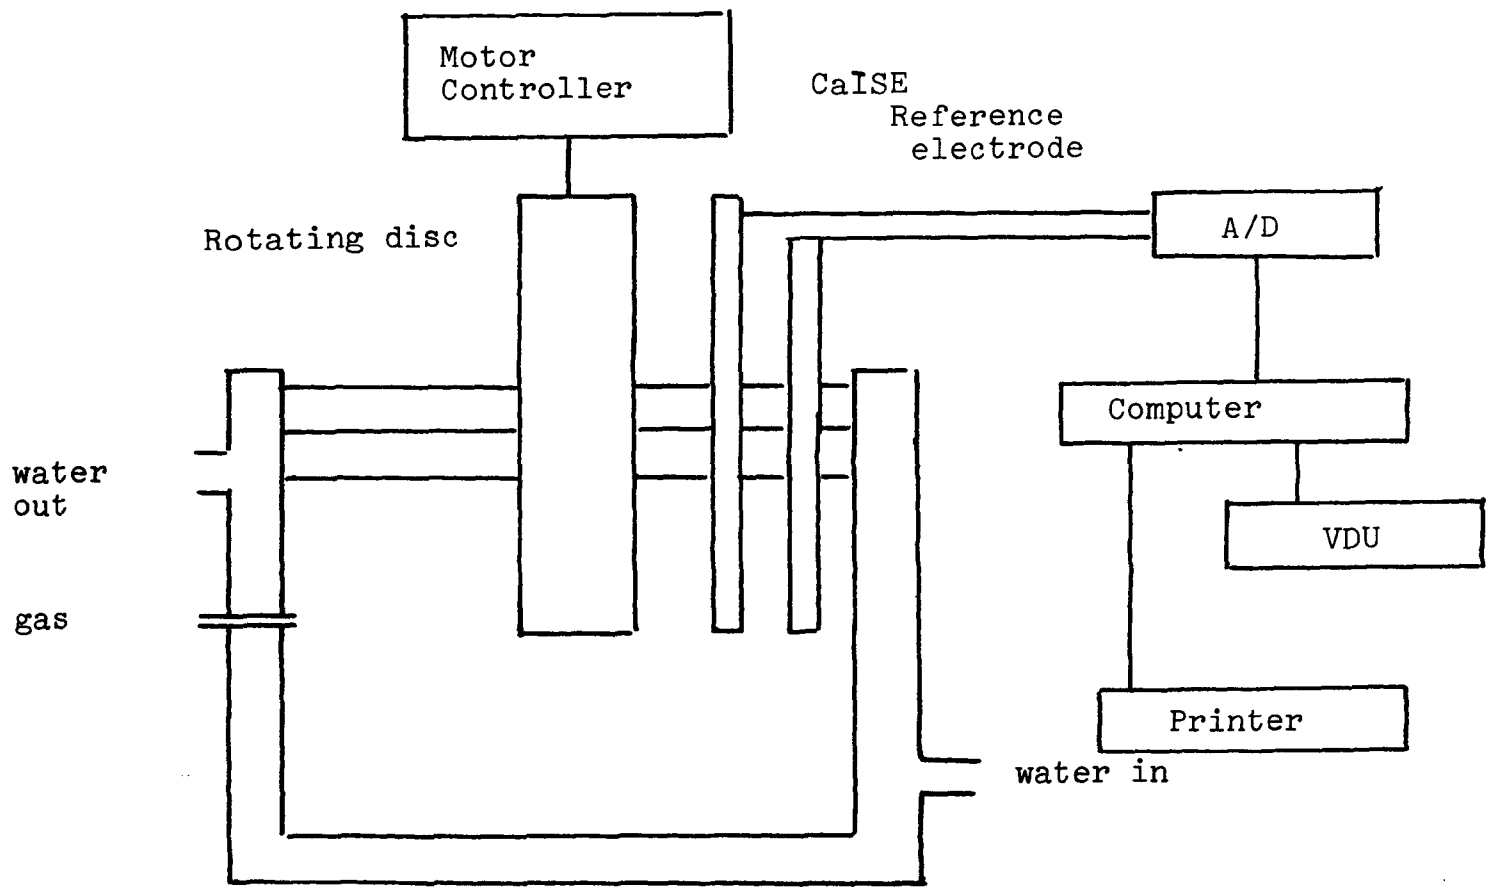 Motor
Controller
CaISE
Reference
electrode
Rotating disc
A/D
Computer
water
out
VDU
gas
Printer
water in